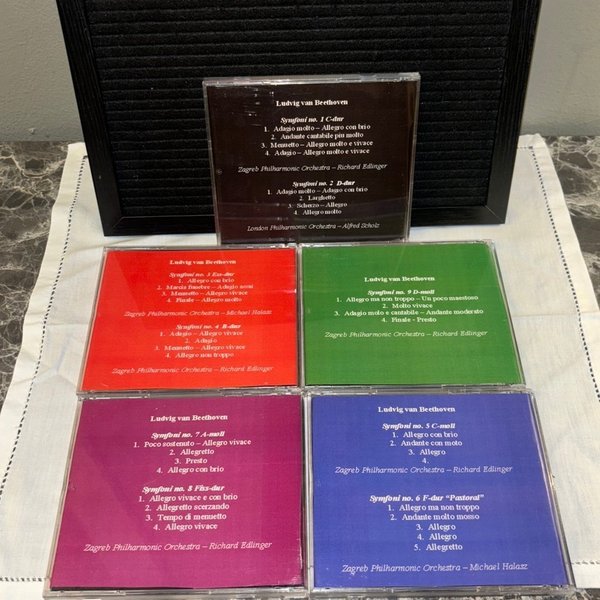 Ludvig van Beethoven
Symfoni no. 1 C-dur
1. Adagio molto – Allegro con brio
2. Andante cantabile più molto
3. Menuetto – Allegro molto e vivace
4. Adagio – Allegro molto e vivace
Zagreb Philharmonic Orchestra – Richard Edlinger
Symfoni no. 2 D-dur
1. Adagio molto – Adagio con brio
2. Larghetto
3. Scherzo – Allegro
4. Allegro molto
London Philharmonic Orchestra – Alfred Scholz
Ludvig van Beethoven
Symfoni no. 3 Ess-dur
1. Allegro con brio
2. Marcia funebre – Adagio assai
3. Menuetto – Allegro vivace
4. Finale – Allegro molto
Zagreb Philharmonic Orchestra – Michael Halasz
Symfoni no. 4 B-dur
1. Adagio – Allegro vivace
2. Adagio
3. Menuetto – Allegro vivace
4. Allegro non troppo
Zagreb Philharmonic Orchestra – Richard Edlinger
Ludvig van Beethoven
Symfoni no. 9 D-moll
1. Allegro ma non troppo – Un poco maestoso
2. Molto vivace
3. Adagio molto e cantabile – Andante moderato
4. Finale - Presto
Zagreb Philharmonic Orchestra – Richard Edlinger
Ludvig van Beethoven
Symfoni no. 7 A-moll
1. Poco sostenuto – Allegro vivace
2. Allegretto
3. Presto
4. Allegro con brio
Symfoni no. 8 Fiss-dur
1. Allegro vivace e con brio
2. Allegretto scerzando
3. Tempo di menuetto
4. Allegro vivace
Zagreb Philharmonic Orchestra – Richard Edlinger
Ludvig van Beethoven
Symfoni no. 5 C-moll
1. Allegro con brio
2. Andante con moto
3. Allegro
4.
Zagreb Philharmonic Orchestra – Richard Edlinger
Symfoni no. 6 F-dur "Pastoral"
1. Allegro ma non troppo
2. Andante molto mosso
3. Allegro
4. Allegro
5. Allegretto
Zagreb Philharmonic Orchestra – Michael Halasz